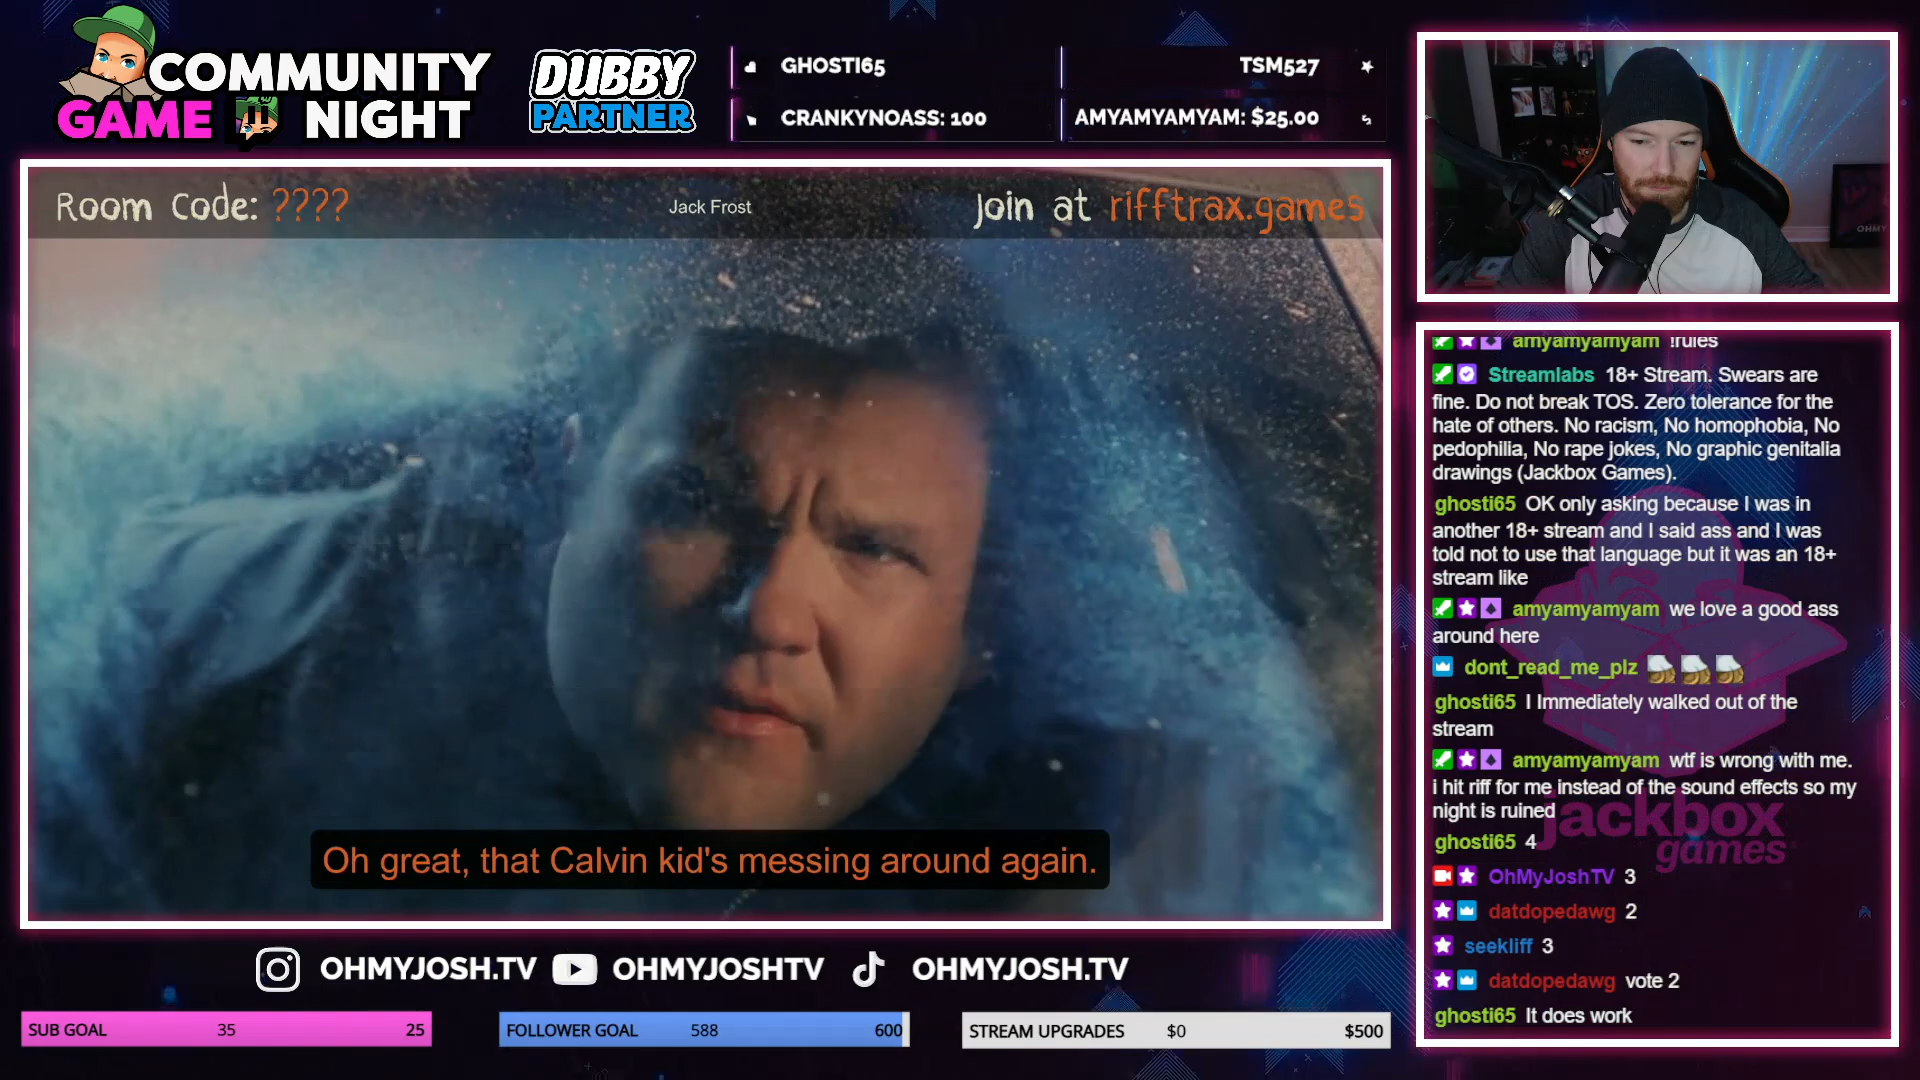 COMMUNITY
GAME NIGHT
DUBBY
PARTNER
GHOSTI65
TSM527
CRANKYNOASS: 100
AMYAMYAMYAM: $25.00
Room Code: ????
Jack Frost
Join at rifftrax.games
Oh great, that Calvin kid's messing around again.
OHMY
amyamyamyam !rules
Streamlabs 18+ Stream. Swears are
fine. Do not break TOS. Zero tolerance for the
hate of others. No racism, No homophobia, No
pedophilia, No rape jokes, No graphic genitalia
drawings (Jackbox Games).
ghosti65 OK only asking because I was in
another 18+ stream and I said ass and I was
told not to use that language but it was an 18+
stream like
amyamyamyam we love a good ass
around here
dont_read_me_plz
ghosti65 I Immediately walked out of the
stream
amyamyamyam wtf is wrong with me.
i hit riff for me instead of the sound effects so my
night is ruined
jackbox
games
ghosti65 4
OhMyJoshTV 3
datdopedawg 2
seekliff 3
datdopedawg vote 2
ghosti65 It does work
OHMYJOSH.TV
OHMYJOSHTV
OHMYJOSH.TV
SUB GOAL 35 25
FOLLOWER GOAL 588 600
STREAM UPGRADES $0 $500